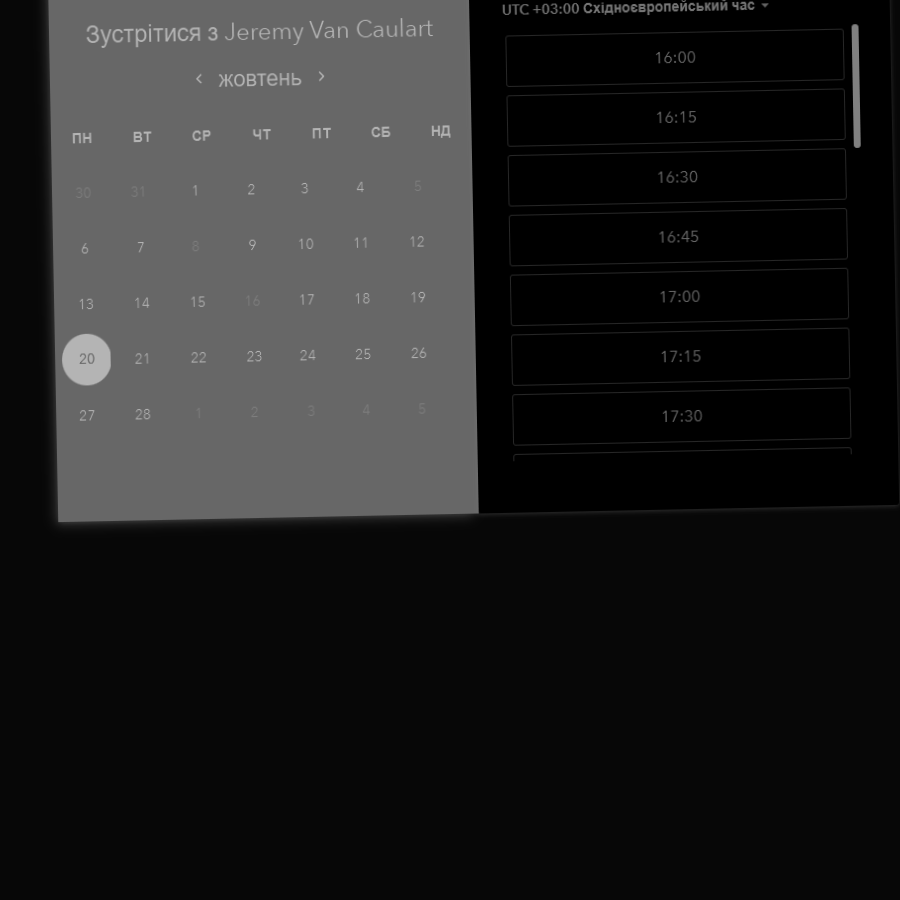 Зустрітися з Jeremy Van Caulart
жовтень
ПН ВТ СР ЧТ ПТ СБ НД
30 31 1 2 3 4 5
6 7 8 9 10 11 12
13 14 15 16 17 18 19
20 21 22 23 24 25 26
27 28 1 2 3 4 5
UTC +03:00 Східноєвропейський час
16:00
16:15
16:30
16:45
17:00
17:15
17:30